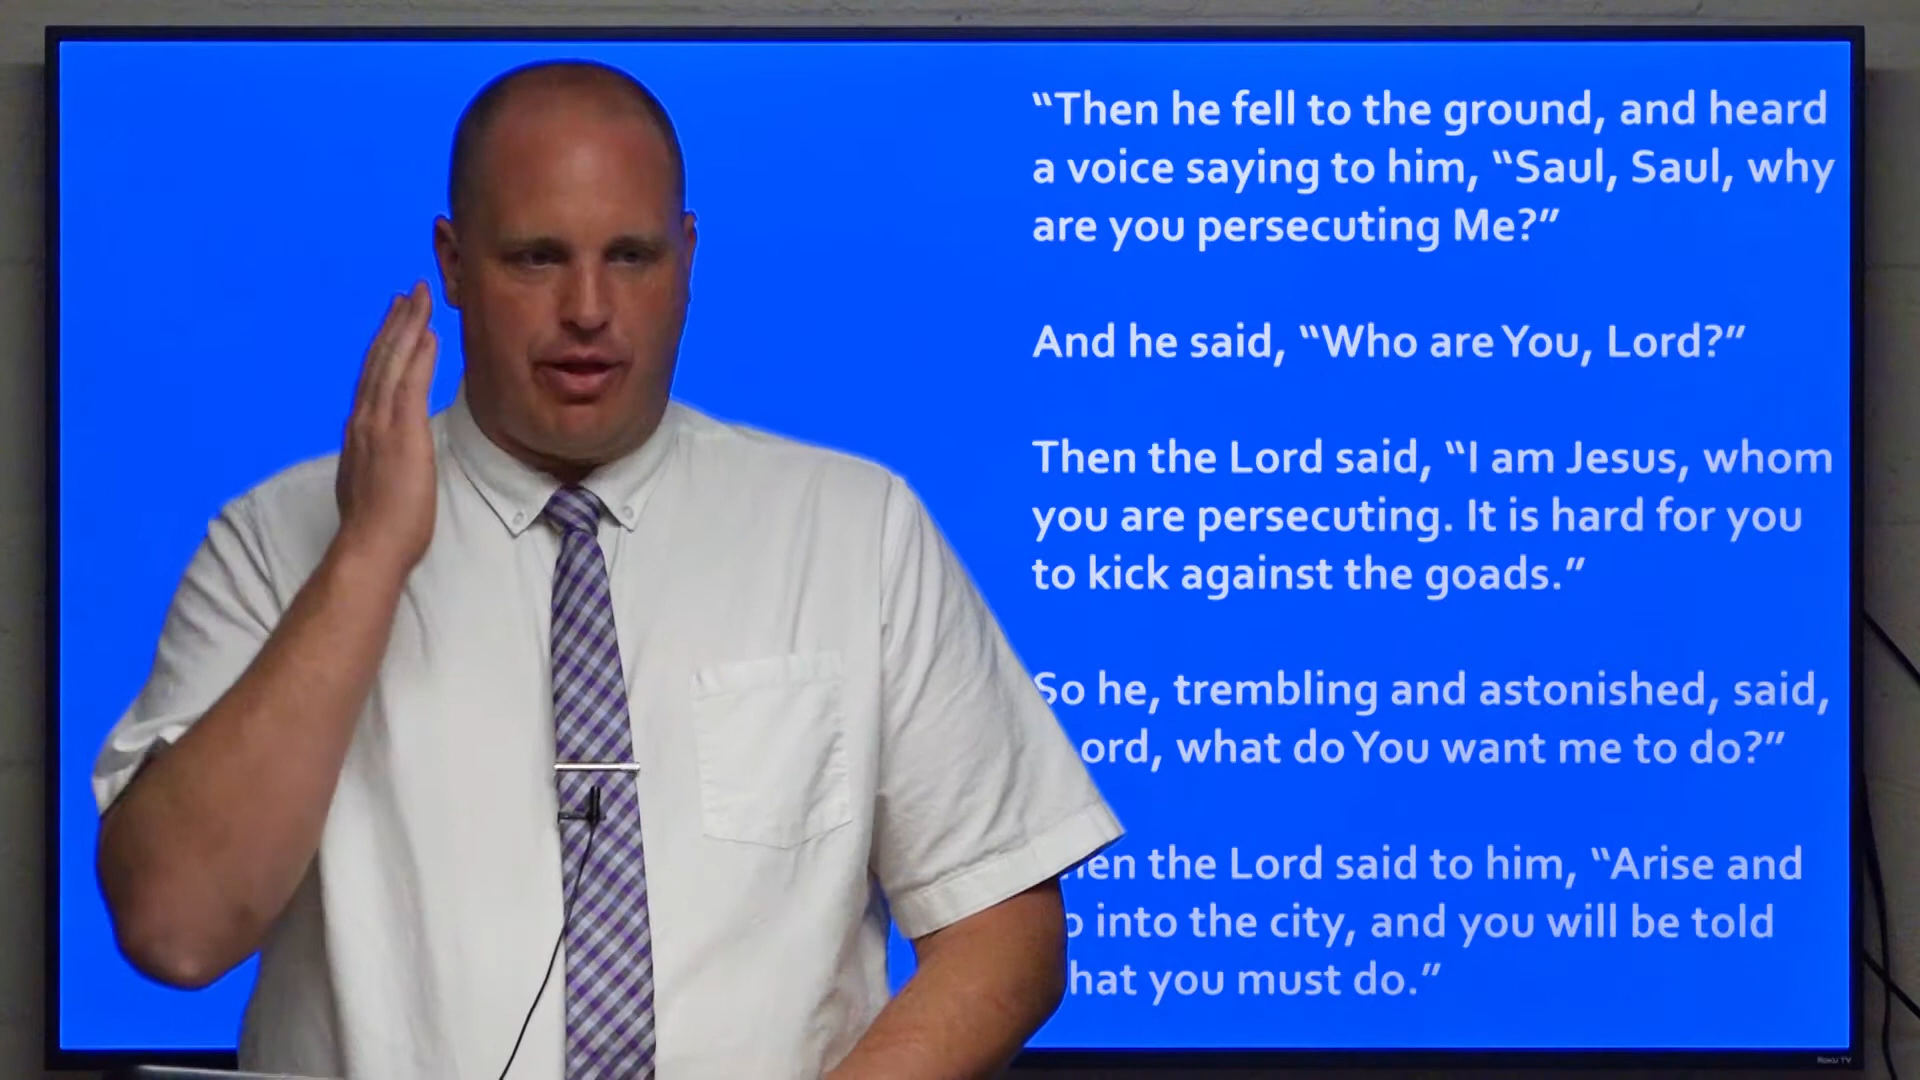 “Then he fell to the ground, and heard
a voice saying to him, “Saul, Saul, why
are you persecuting Me?”
And he said, “Who are You, Lord?”
Then the Lord said, “I am Jesus, whom
you are persecuting. It is hard for you
to kick against the goads.”
So he, trembling and astonished, said,
ord, what do You want me to do?”
en the Lord said to him, “Arise and
o into the city, and you will be told
hat you must do.”
Roku TV